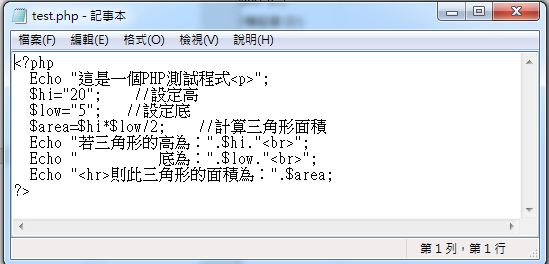 test.php - 記事本
檔案(F) 編輯(E) 格式(O) 檢視(V) 說明(H)
<?php
  Echo "這是一個PHP測試程式<p>";
  $hi="20";    //設定高
  $low="5";   //設定底
  $area=$hi*$low/2;    //計算三角形面積
  Echo "若三角形的高為：".$hi."<br>";
  Echo "          底為：".$low."<br>";
  Echo "<hr>則此三角形的面積為：".$area;
?>
第 1 列，第 1 行